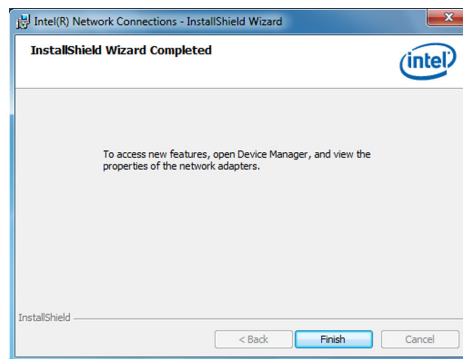 Intel(R) Network Connections - InstallShield Wizard
InstallShield Wizard Completed
intel
To access new features, open Device Manager, and view the
properties of the network adapters.
InstallShield
< Back
Finish
Cancel